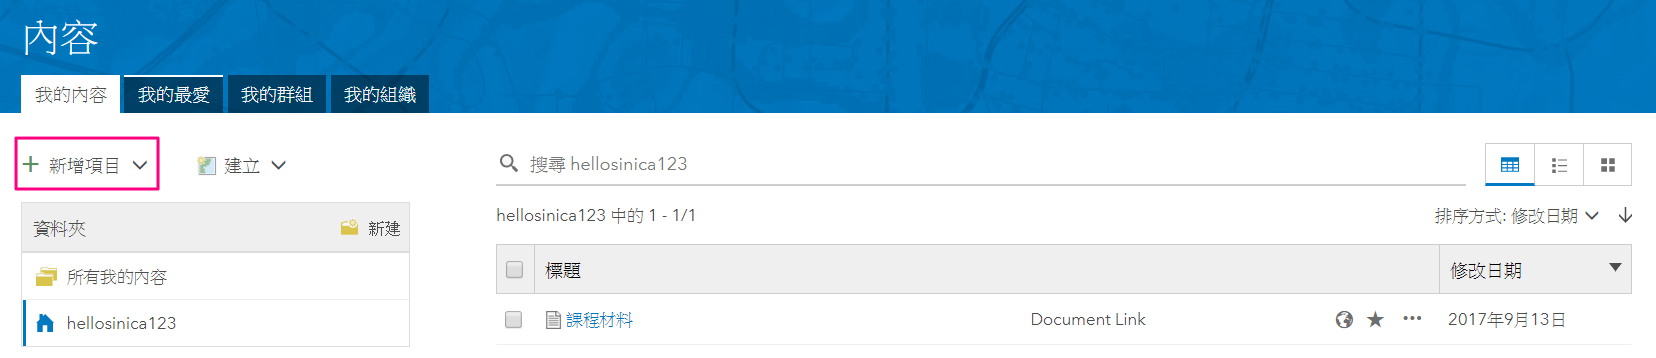 內容
我的內容 我的最愛 我的群組 我的組織
+ 新增項目 建立
搜尋 hellosinica123
資料夾 新建
hellosinica123 中的 1 - 1/1
排序方式: 修改日期
所有我的內容
標題 修改日期
hellosinica123
課程材料 Document Link ••• 2017年9月13日